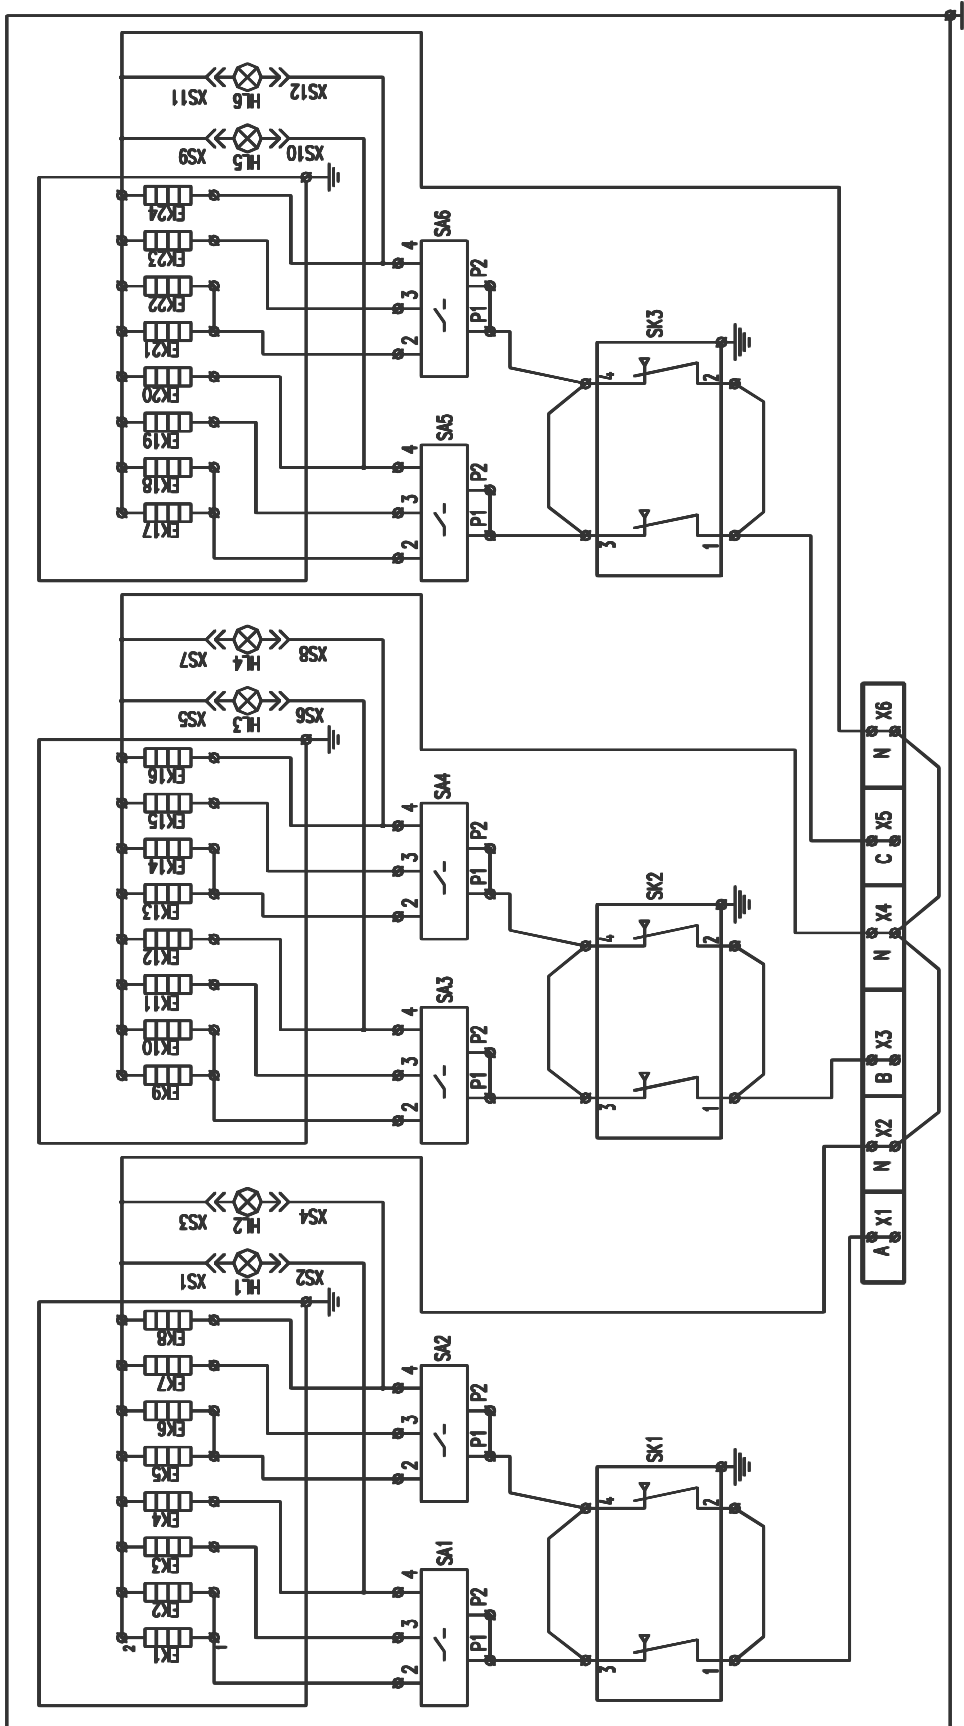 XS11
HL6
XS12
XS9
HL5
XS10
EK24
EK23
EK22
EK21
EK20
EK19
EK18
EK17
SA6
4
3
2
P2
P1
SA5
4
3
2
P2
P1
SK3
4
2
3
1
XS7
HL4
XS8
XS5
HL3
XS6
EK16
EK15
EK14
EK13
EK12
EK11
EK10
EK9
SA4
4
3
2
P2
P1
SA3
4
3
2
P2
P1
SK2
4
2
3
1
X6
N
X5
C
X4
N
X3
B
X2
N
X1
A
XS3
HL2
XS4
XS1
HL1
XS2
EK8
EK7
EK6
EK5
EK4
EK3
EK2
EK1
2
1
SA2
4
3
2
P2
P1
SA1
4
3
2
P2
P1
SK1
4
2
3
1